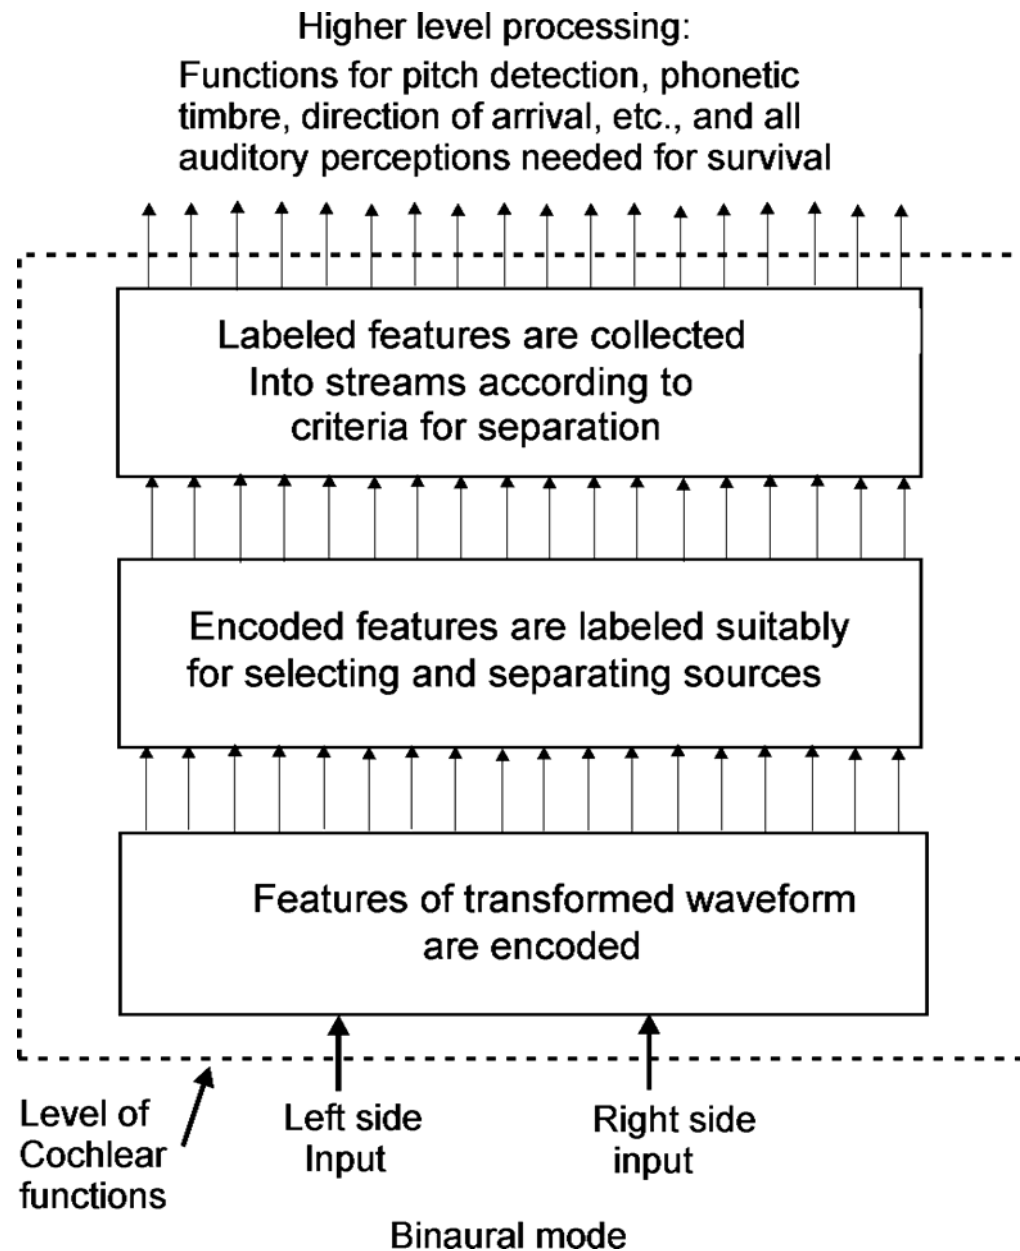 Higher level processing:
Functions for pitch detection, phonetic
timbre, direction of arrival, etc., and all
auditory perceptions needed for survival
Labeled features are collected
Into streams according to
criteria for separation
Encoded features are labeled suitably
for selecting and separating sources
Features of transformed waveform
are encoded
Level of
Cochlear
functions
Left side
Input
Right side
input
Binaural mode